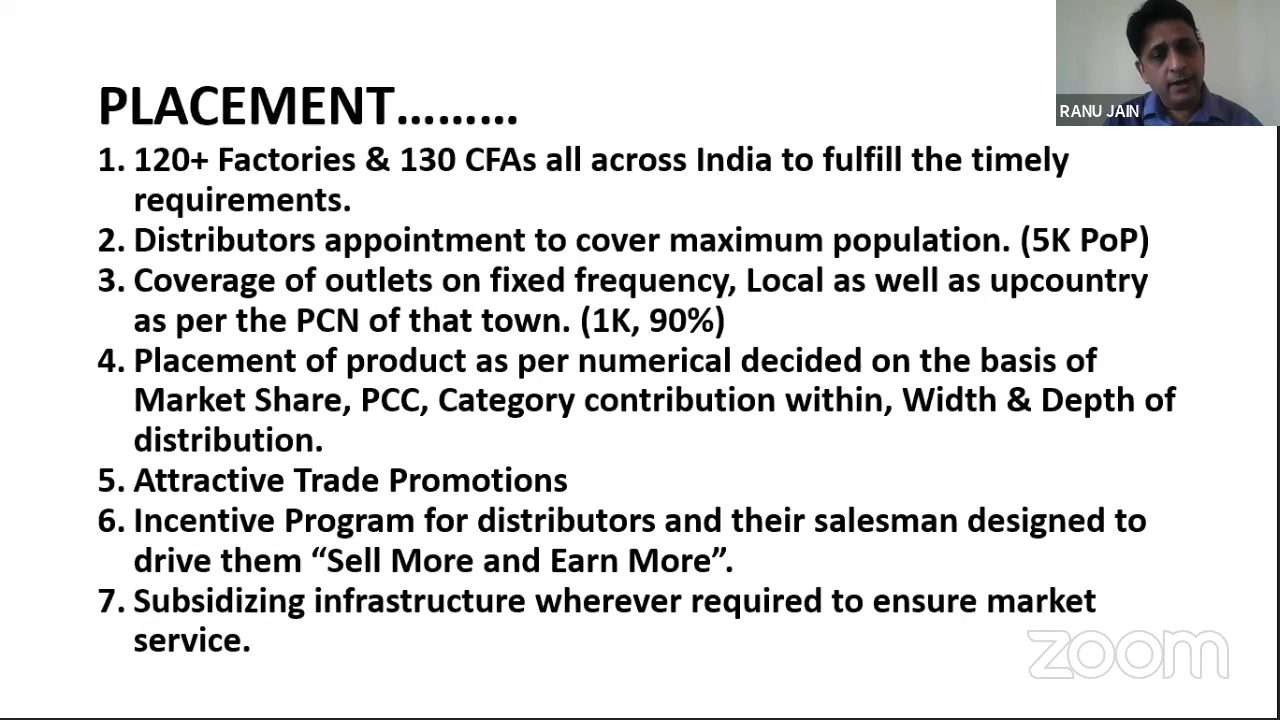 RANU JAIN
PLACEMENT.........
1. 120+ Factories & 130 CFAs all across India to fulfill the timely
requirements.
2. Distributors appointment to cover maximum population. (5K PoP)
3. Coverage of outlets on fixed frequency, Local as well as upcountry
as per the PCN of that town. (1K, 90%)
4. Placement of product as per numerical decided on the basis of
Market Share, PCC, Category contribution within, Width & Depth of
distribution.
5. Attractive Trade Promotions
6. Incentive Program for distributors and their salesman designed to
drive them “Sell More and Earn More”.
7. Subsidizing infrastructure wherever required to ensure market
service.
zoom